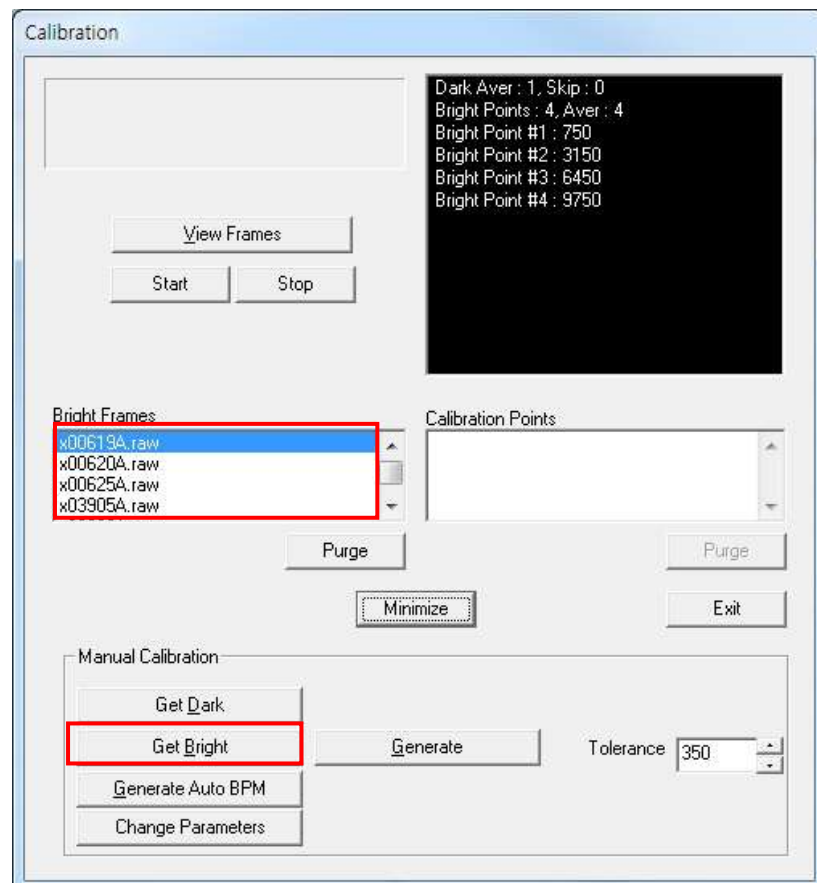 Calibration
Dark Aver : 1, Skip : 0
Bright Points : 4, Aver : 4
Bright Point #1 : 750
Bright Point #2 : 3150
Bright Point #3 : 6450
Bright Point #4 : 9750
View Frames
Start Stop
Bright Frames Calibration Points
x00619A.raw
x00620A.raw
x00625A.raw
x03905A.raw
Purge Purge
Minimize Exit
Manual Calibration
Get Dark
Get Bright Generate Tolerance 350
Generate Auto BPM
Change Parameters